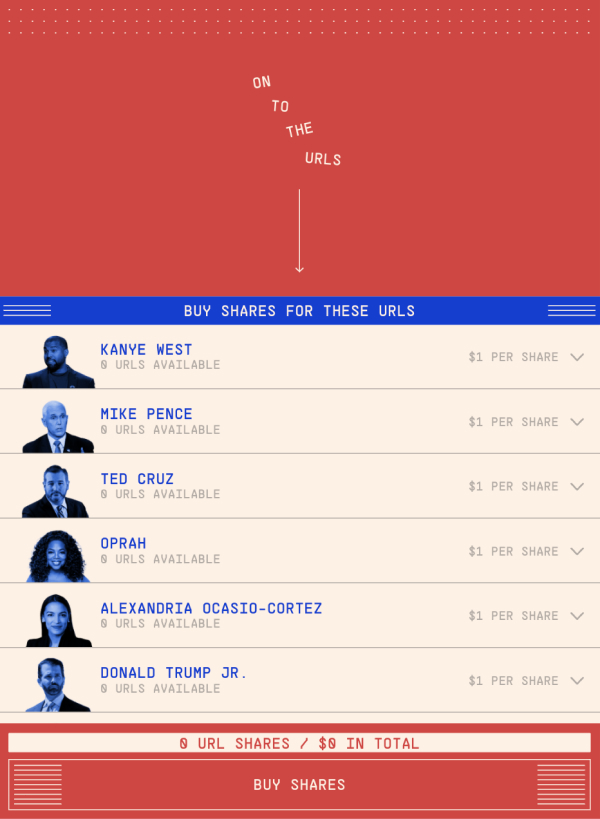 ON
TO
THE
URLS
BUY SHARES FOR THESE URLS
KANYE WEST
0 URLS AVAILABLE
$1 PER SHARE
MIKE PENCE
0 URLS AVAILABLE
$1 PER SHARE
TED CRUZ
0 URLS AVAILABLE
$1 PER SHARE
OPRAH
0 URLS AVAILABLE
$1 PER SHARE
ALEXANDRIA OCASIO-CORTEZ
0 URLS AVAILABLE
$1 PER SHARE
DONALD TRUMP JR.
0 URLS AVAILABLE
$1 PER SHARE
0 URL SHARES / $0 IN TOTAL
BUY SHARES